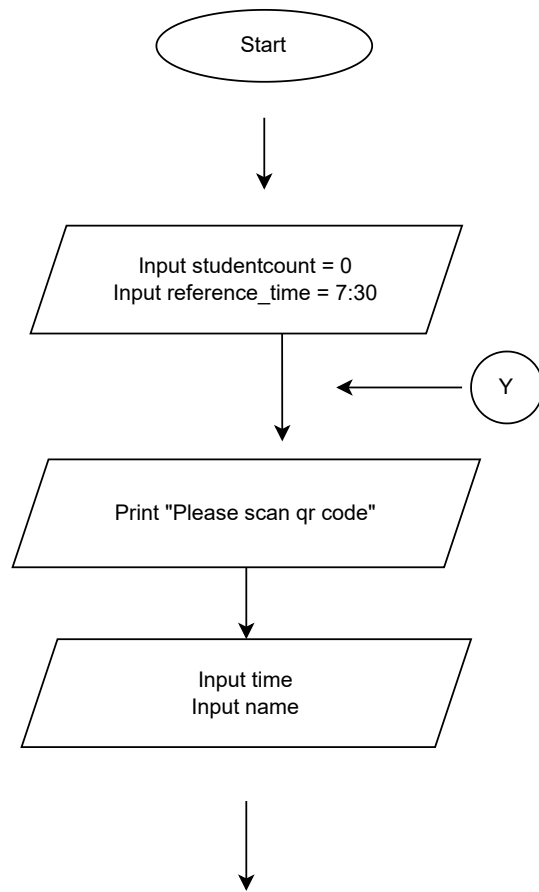 Start
Input studentcount = 0
Input reference_time = 7:30
Y
Print "Please scan qr code"
Input time
Input name